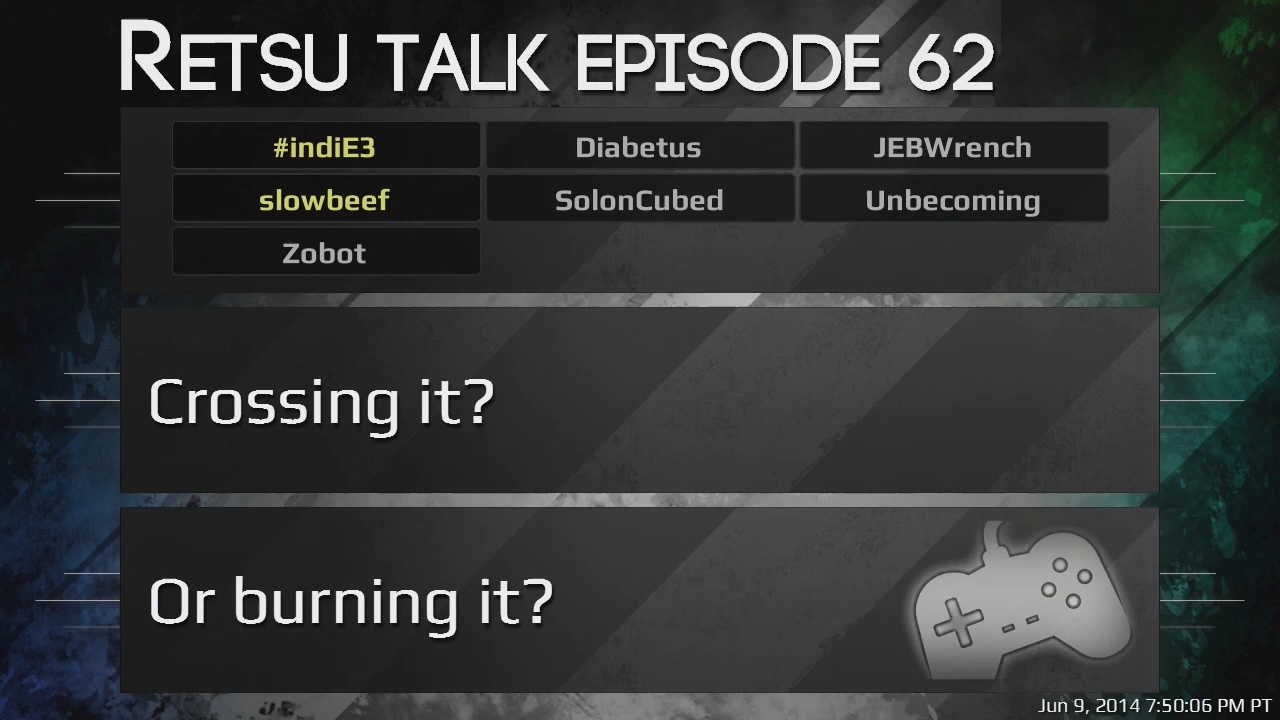 Retsu talk episode 62
#indiE3 Diabetus JEBWrench
slowbeef SolonCubed Unbecoming
Zobot
Crossing it?
Or burning it?
Jun 9, 2014 7:50:06 PM PT